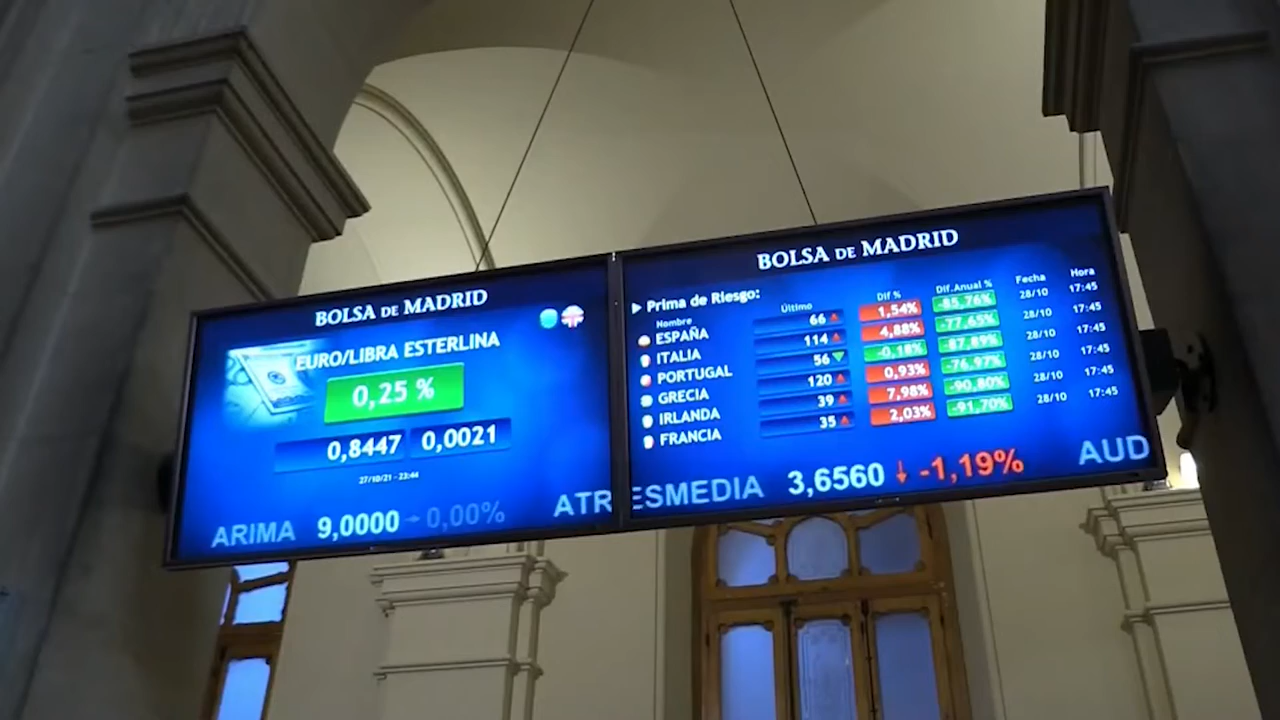 BOLSA DE MADRID
EURO/LIBRA ESTERLINA
0,25 %
0,8447 0,0021
27/10/21 - 23:44
ARIMA 9,0000 0,00% ATRESMEDIA 3,6560 -1,19% AUD
BOLSA DE MADRID
Prima de Riesgo:
Nombre Último Dif % Dif.Anual % Fecha Hora
ESPAÑA 66 1,54% -85,76% 28/10 17:45
ITALIA 114 4,88% -77,65% 28/10 17:45
PORTUGAL 56 -0,18% -87,89% 28/10 17:45
GRECIA 120 0,93% -76,97% 28/10 17:45
IRLANDA 39 7,98% -90,80% 28/10 17:45
FRANCIA 35 2,03% -91,70% 28/10 17:45